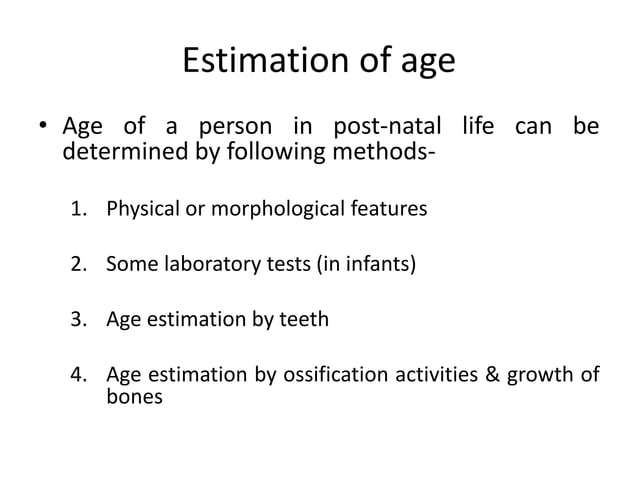 Estimation of age
• Age of a person in post-natal life can be
determined by following methods-
1. Physical or morphological features
2. Some laboratory tests (in infants)
3. Age estimation by teeth
4. Age estimation by ossification activities & growth of
bones